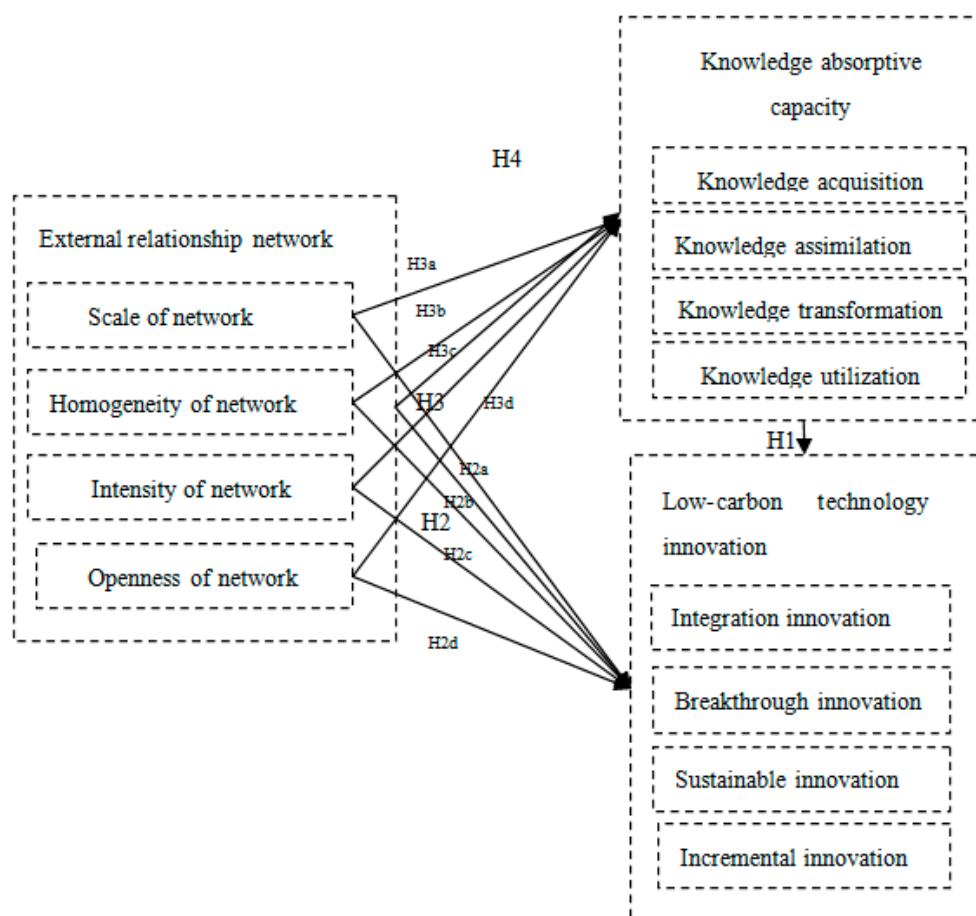 Knowledge absorptive
capacity
H4
Knowledge acquisition
External relationship network
Knowledge assimilation
H3a
Scale of network
H3b
Knowledge transformation
H3c
Knowledge utilization
Homogeneity of network
H3
H3d
H1
H2a
Intensity of network
H2b
Low-carbon technology
H2
innovation
H2c
Openness of network
Integration innovation
H2d
Breakthrough innovation
Sustainable innovation
Incremental innovation